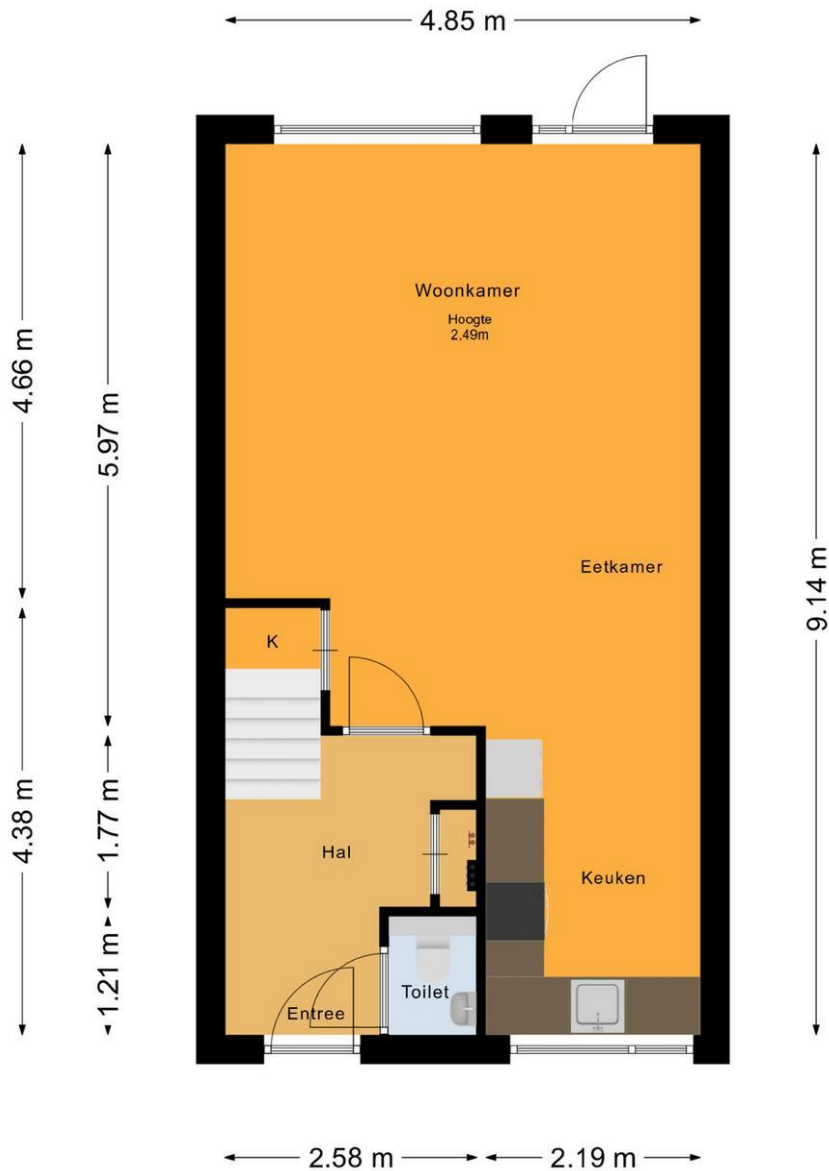 4.85 m
Woonkamer
Hoogte
2,49m
4.66 m
5.97 m
Eetkamer
9.14 m
K
4.38 m
1.77 m
Hal
Keuken
1.21 m
Toilet
Entree
2.58 m
2.19 m